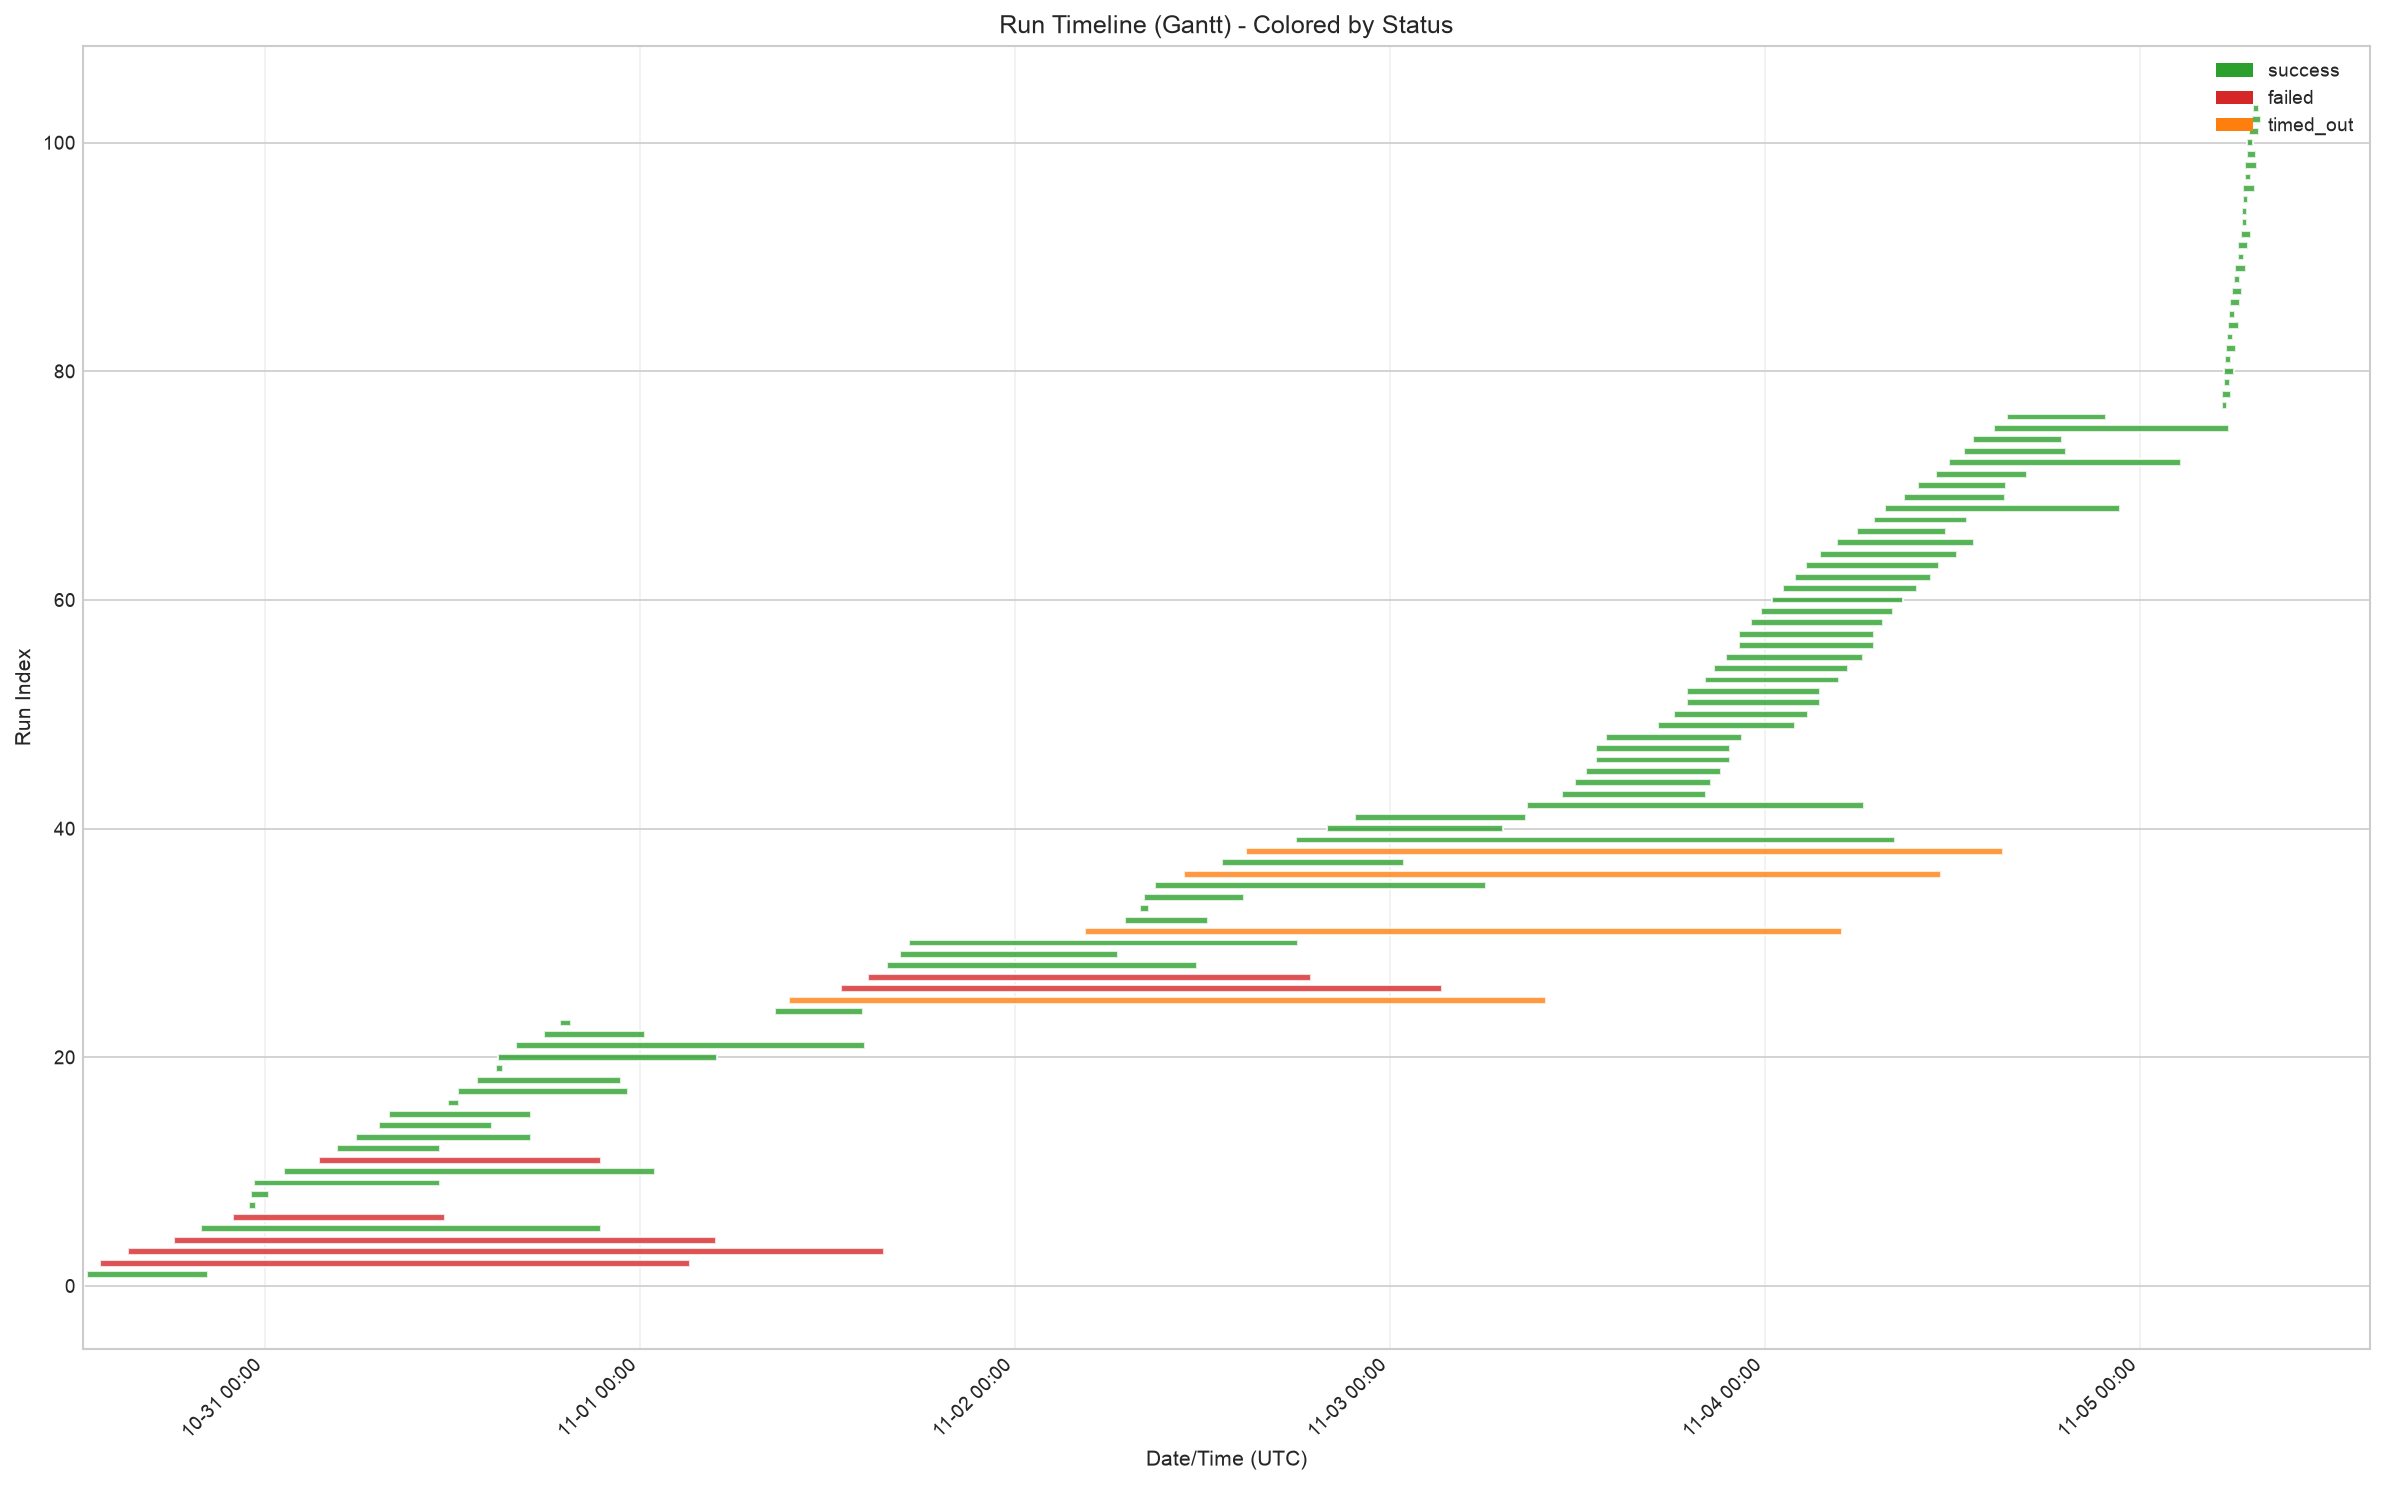 Run Timeline (Gantt) - Colored by Status
success
failed
timed_out
100
80
60
40
20
0
Run Index
10-31 00:00
11-01 00:00
11-02 00:00
11-03 00:00
11-04 00:00
11-05 00:00
Date/Time (UTC)